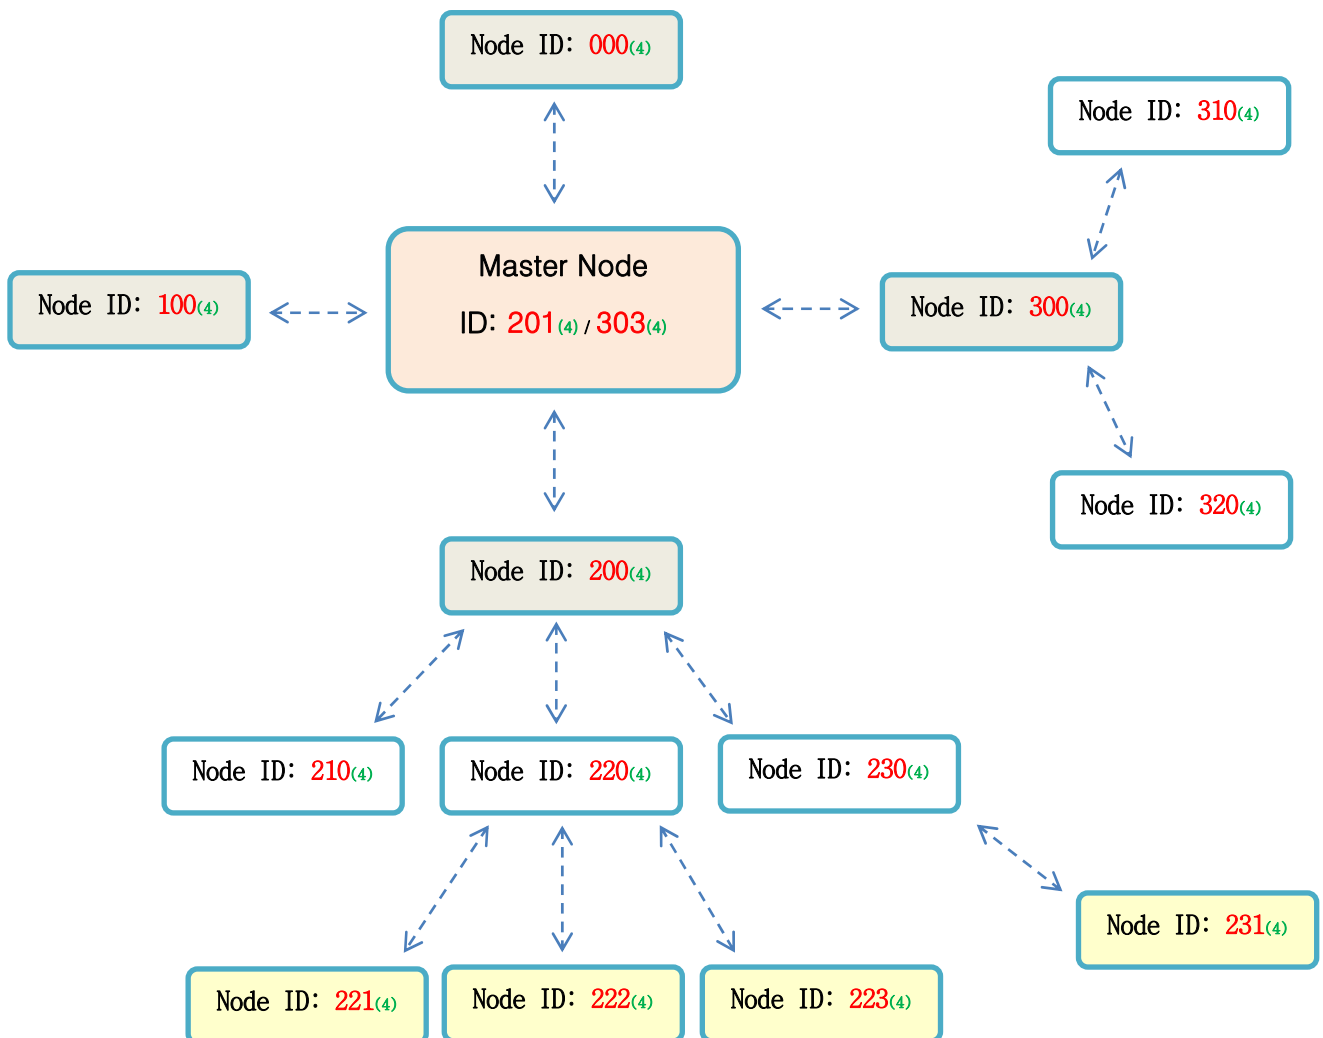 Node ID: 000(4)
Node ID: 310(4)
Master Node
ID: 201(4) / 303(4)
Node ID: 100(4)
Node ID: 300(4)
Node ID: 320(4)
Node ID: 200(4)
Node ID: 210(4)
Node ID: 220(4)
Node ID: 230(4)
Node ID: 231(4)
Node ID: 221(4)
Node ID: 222(4)
Node ID: 223(4)